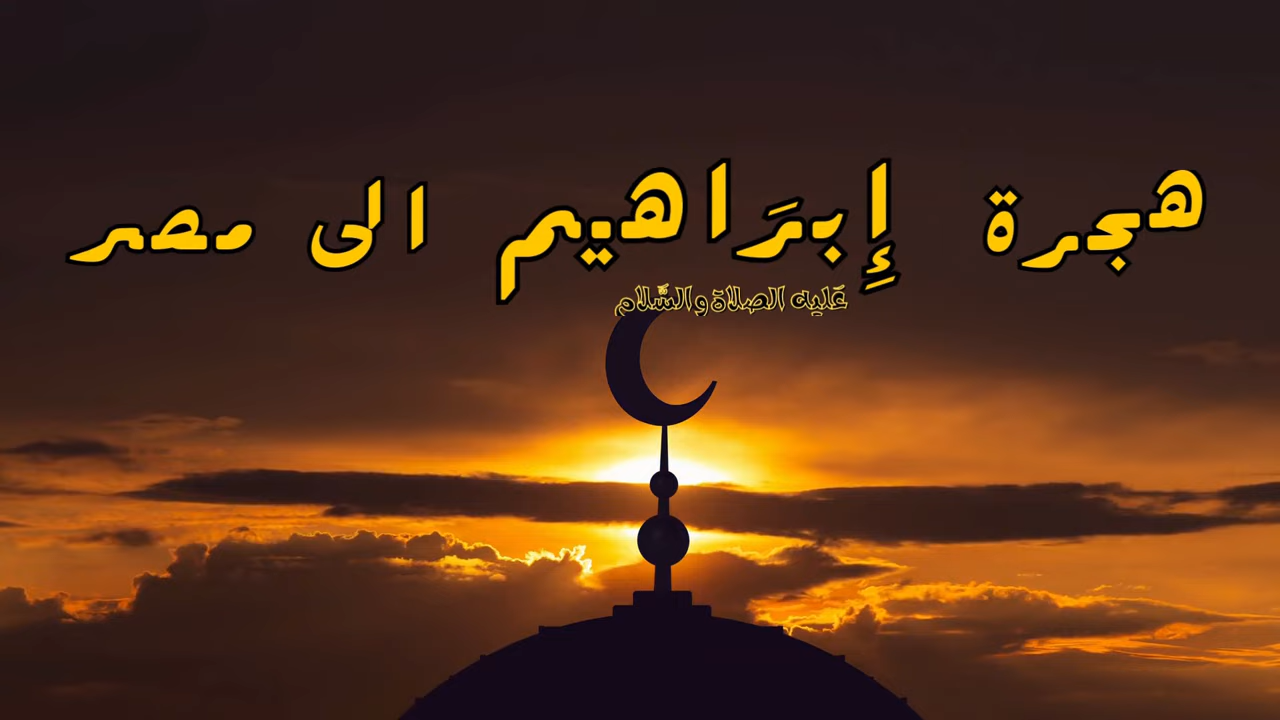 هجرة إِبرَاهيم الى مصر
عَليه الصلاة والسَّلام